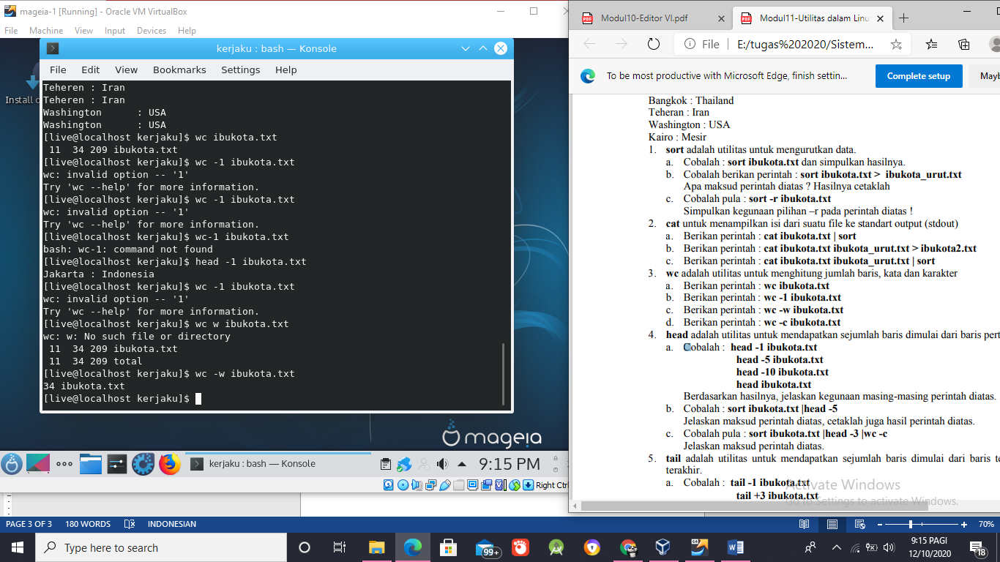 mageia-1 [Running] - Oracle VM VirtualBox
File Machine View Input Devices Help
Install
kerjaku : bash — Konsole
File Edit View Bookmarks Settings Help
Teheren : Iran
Teheren : Iran
Washington : USA
Washington : USA
[live@localhost kerjaku]$ wc ibukota.txt
11 34 209 ibukota.txt
[live@localhost kerjaku]$ wc -1 ibukota.txt
wc: invalid option -- '1'
Try 'wc --help' for more information.
[live@localhost kerjaku]$ wc -1 ibukota.txt
wc: invalid option -- '1'
Try 'wc --help' for more information.
[live@localhost kerjaku]$ wc-1 ibukota.txt
bash: wc-1: command not found
[live@localhost kerjaku]$ head -1 ibukota.txt
Jakarta : Indonesia
[live@localhost kerjaku]$ wc -1 ibukota.txt
wc: invalid option -- '1'
Try 'wc --help' for more information.
[live@localhost kerjaku]$ wc w ibukota.txt
wc: w: No such file or directory
11 34 209 ibukota.txt
11 34 209 total
[live@localhost kerjaku]$ wc -w ibukota.txt
34 ibukota.txt
[live@localhost kerjaku]$
mageia
kerjaku : bash — Konsole
9:15 PM
Right Ctrl
Modul10-Editor VI.pdf
Modul11-Utilitas dalam Linu
File E:/tugas%202020/Sistem...
To be most productive with Microsoft Edge, finish settin...
Complete setup
Mayb
Bangkok : Thailand
Teheran : Iran
Washington : USA
Kairo : Mesir
1. sort adalah utilitas untuk mengurutkan data.
a. Cobalah : sort ibukota.txt dan simpulkan hasilnya.
b. Cobalah berikan perintah : sort ibukota.txt > ibukota_urut.txt
Apa maksud perintah diatas ? Hasilnya cetaklah
c. Cobalah pula : sort -r ibukota.txt
Simpulkan kegunaan pilihan –r pada perintah diatas !
2. cat untuk menampilkan isi dari suatu file ke standart output (stdout)
a. Berikan perintah : cat ibukota.txt | sort
b. Berikan perintah : cat ibukota.txt ibukota_urut.txt > ibukota2.txt
c. Berikan perintah : cat ibukota.txt ibukota_urut.txt | sort
3. wc adalah utilitas untuk menghitung jumlah baris, kata dan karakter
a. Berikan perintah : wc ibukota.txt
b. Berikan perintah : wc -1 ibukota.txt
c. Berikan perintah : wc -w ibukota.txt
d. Berikan perintah : wc -c ibukota.txt
4. head adalah utilitas untuk mendapatkan sejumlah baris dimulai dari baris pert
a. Cobalah : head -1 ibukota.txt
head -5 ibukota.txt
head -10 ibukota.txt
head ibukota.txt
Berdasarkan hasilnya, jelaskan kegunaan masing-masing perintah diatas.
b. Cobalah : sort ibukota.txt |head -5
Jelaskan maksud perintah diatas, cetaklah juga hasil perintah diatas.
c. Cobalah pula : sort ibukota.txt |head -3 |wc -c
Jelaskan maksud perintah diatas.
5. tail adalah utilitas untuk mendapatkan sejumlah baris dimulai dari baris te
terakhir.
a. Cobalah : tail -1 ibukota.txt
tail +3 ibukota.txt
Activate Windows
Go to Settings to activate Windows.
PAGE 3 OF 3 180 WORDS INDONESIAN
70%
Type here to search
99+
9:15 PAGI
12/10/2020
18